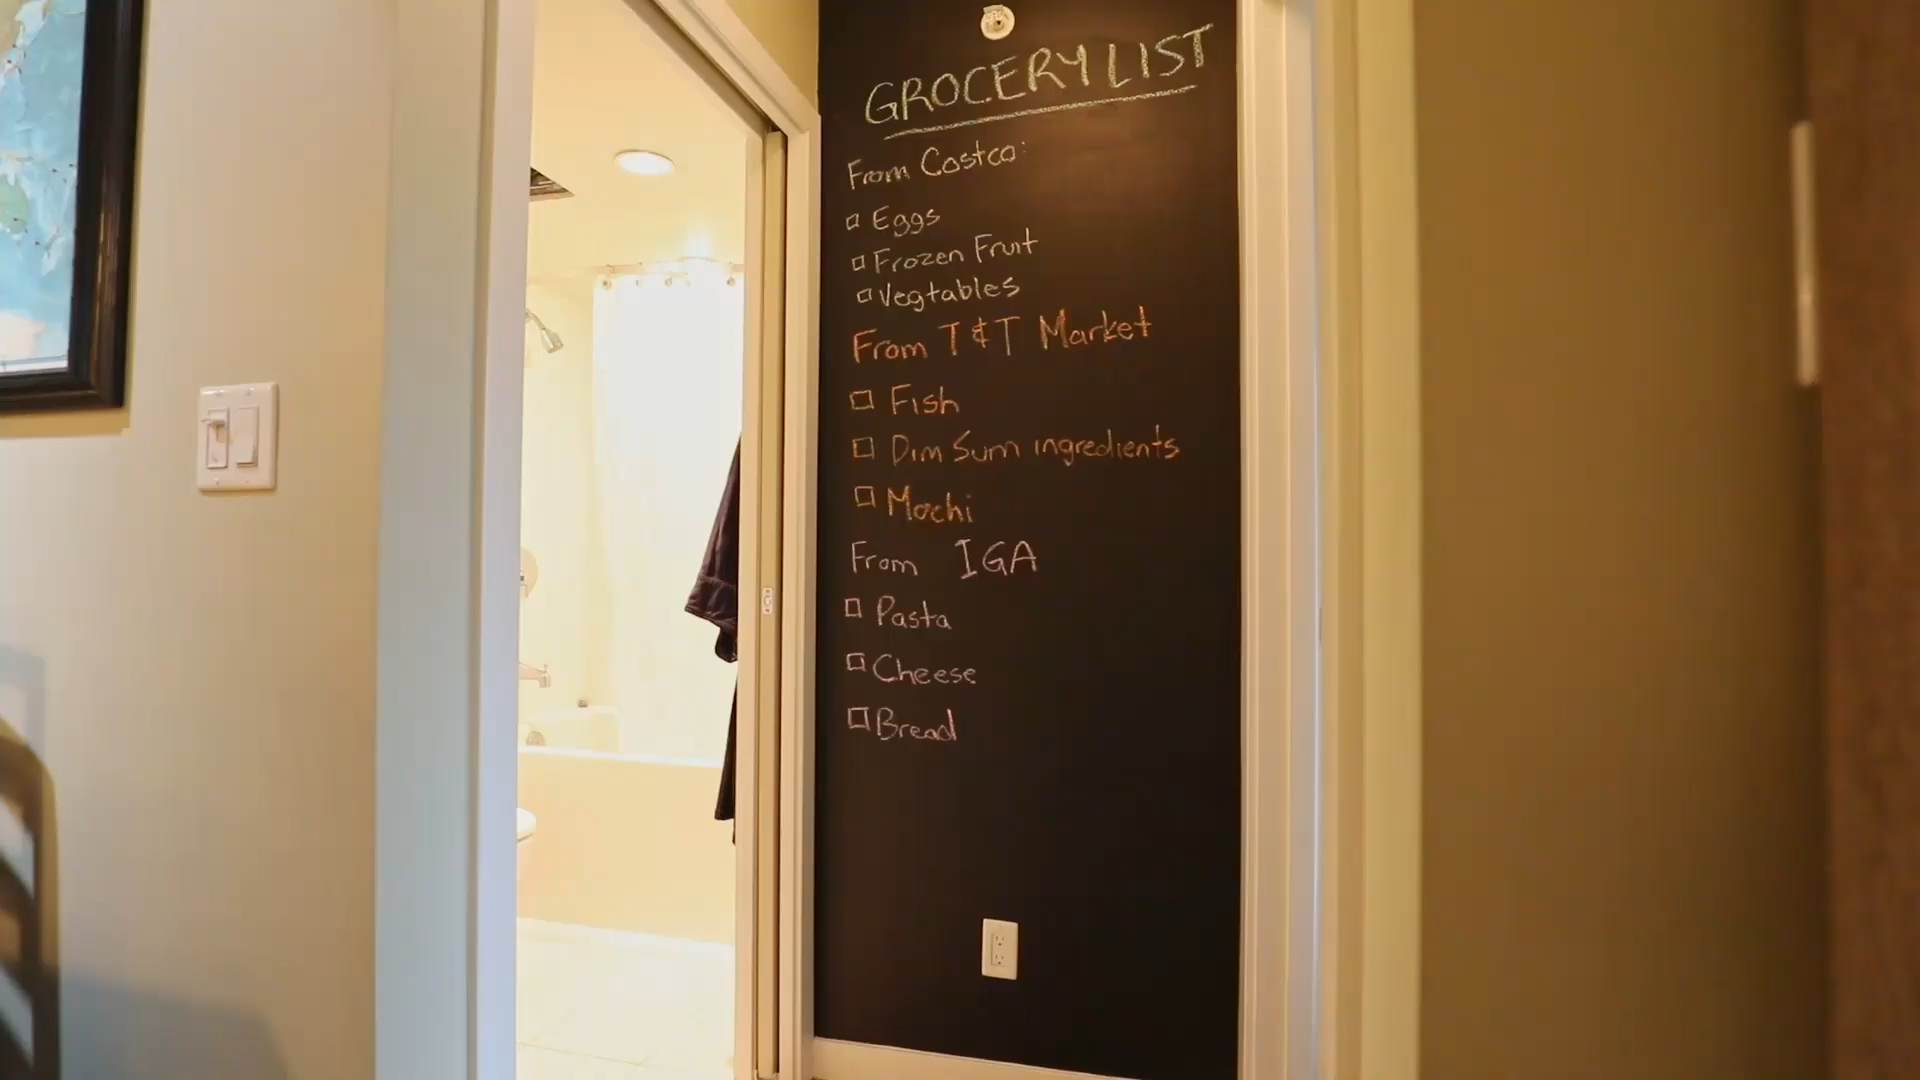 GROCERY LIST
From Costco:
Eggs
Frozen Fruit
Vegtables
From T & T Market
Fish
Dim Sum ingredients
Mochi
From IGA
Pasta
Cheese
Bread